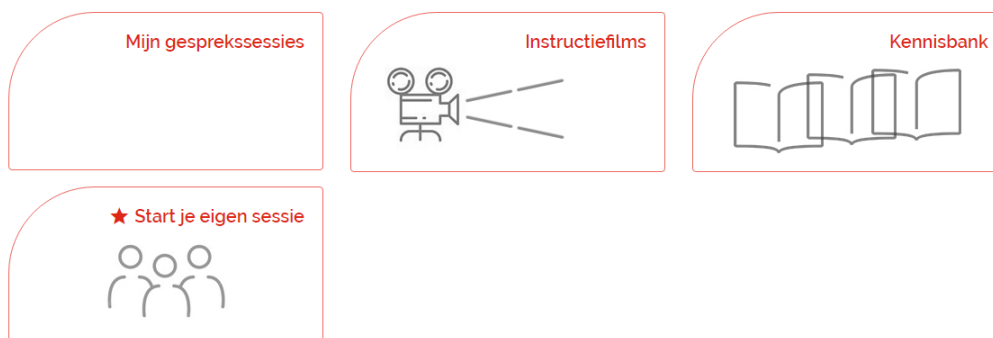 Mijn gesprekssessies
Instructiefilms
Kennisbank
Start je eigen sessie